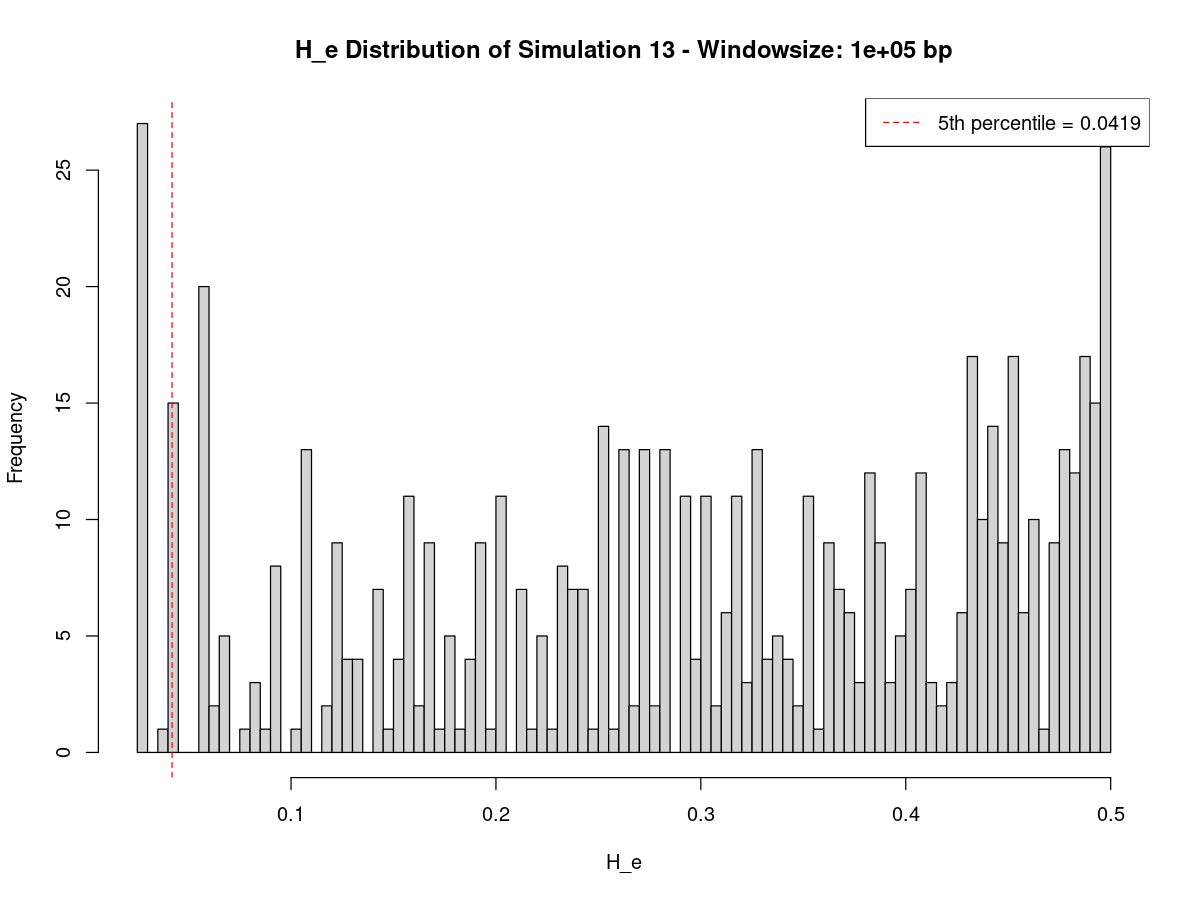 H_e Distribution of Simulation 13 - Windowsize: 1e+05 bp
5th percentile = 0.0419
Frequency
25
20
15
10
5
0
0.1 0.2 0.3 0.4 0.5
H_e